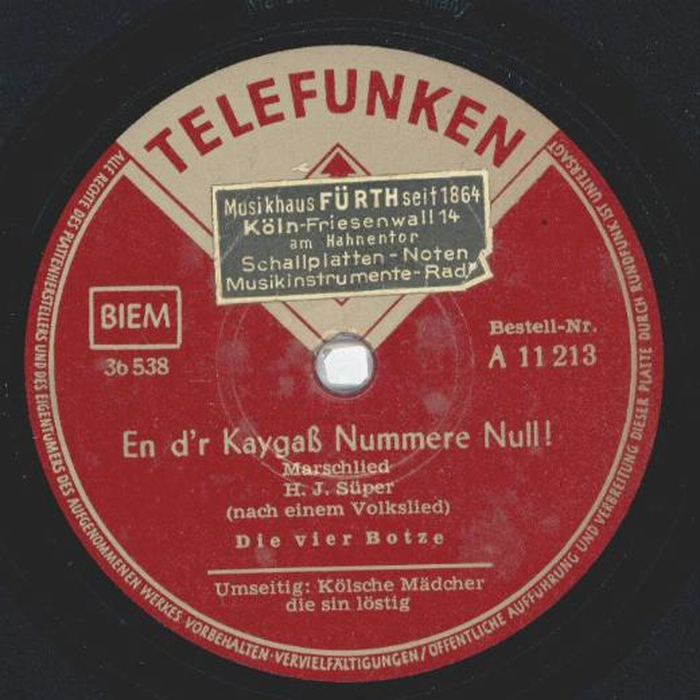 TELEFUNKEN
Musikhaus FÜRTH seit 1864
Köln-Friesenwall 14
am Hahnentor
Schallplatten - Noten
Musikinstrumente-Rad
BIEM
36 538
Bestell-Nr.
A 11 213
En d'r Kaygaß Nummere Null!
Marschlied
H. J. Süper
(nach einem Volkslied)
Die vier Botze
Umseitig: Kölsche Mädcher
die sin löstig
ALLE RECHTE DES PLATTENHERSTELLERS UND DES EIGENTÜMERS DES AUFGENOMMENEN WERKES VORBEHALTEN · VERVIELFÄLTIGUNGEN / ÖFFENTLICHE AUFFÜHRUNG UND VERBREITUNG DIESER PLATTE DURCH RUNDFUNK IST UNTERSAGT